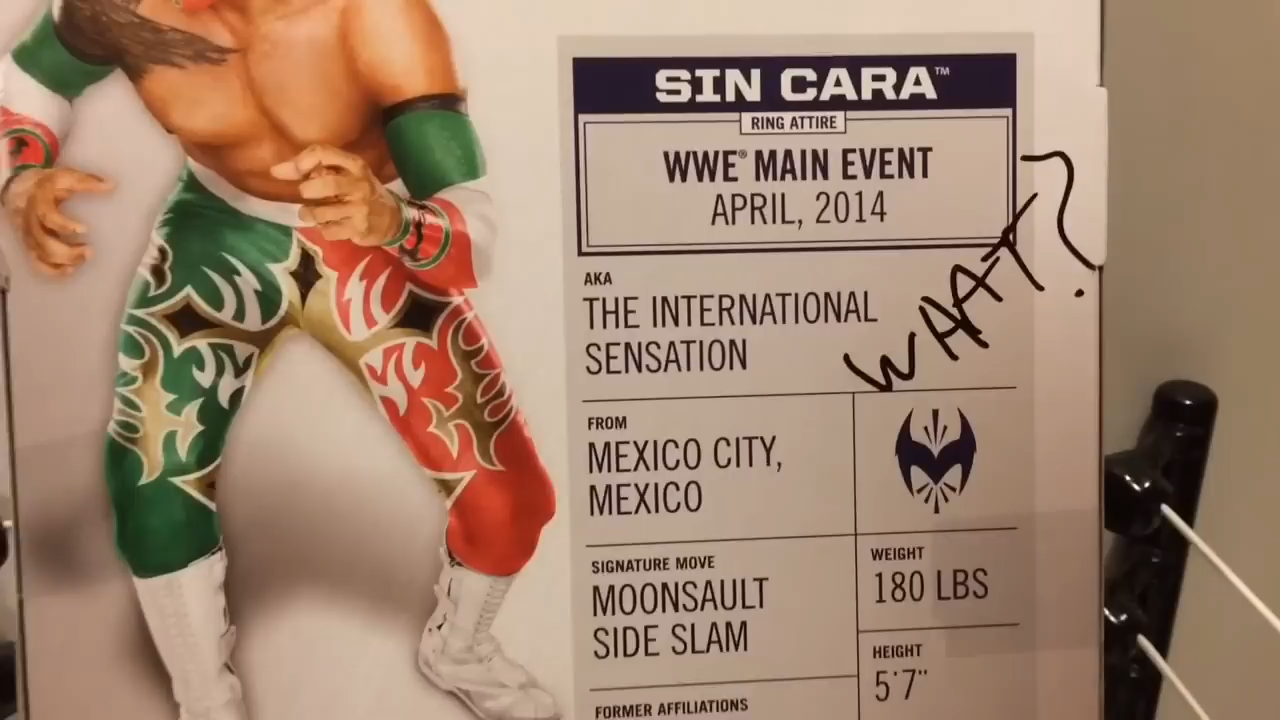 SIN CARA™
RING ATTIRE
WWE® MAIN EVENT
APRIL, 2014
AKA
THE INTERNATIONAL
SENSATION
WHAT?
FROM
MEXICO CITY,
MEXICO
SIGNATURE MOVE
MOONSAULT
SIDE SLAM
WEIGHT
180 LBS
HEIGHT
5'7"
FORMER AFFILIATIONS